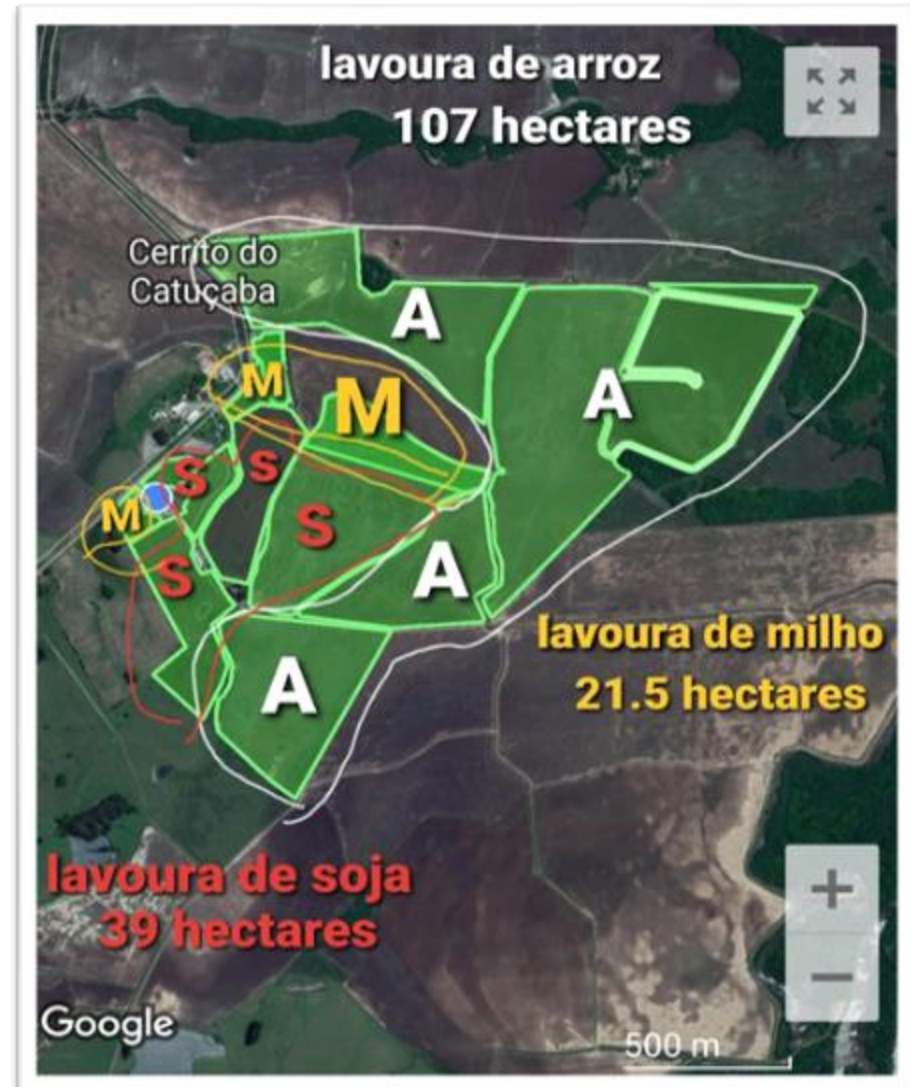 lavoura de arroz
107 hectares
Cerrito do
Catuçaba
A
M
M
A
S
S
M
S
A
S
A
lavoura de milho
21.5 hectares
lavoura de soja
39 hectares
Google
500 m